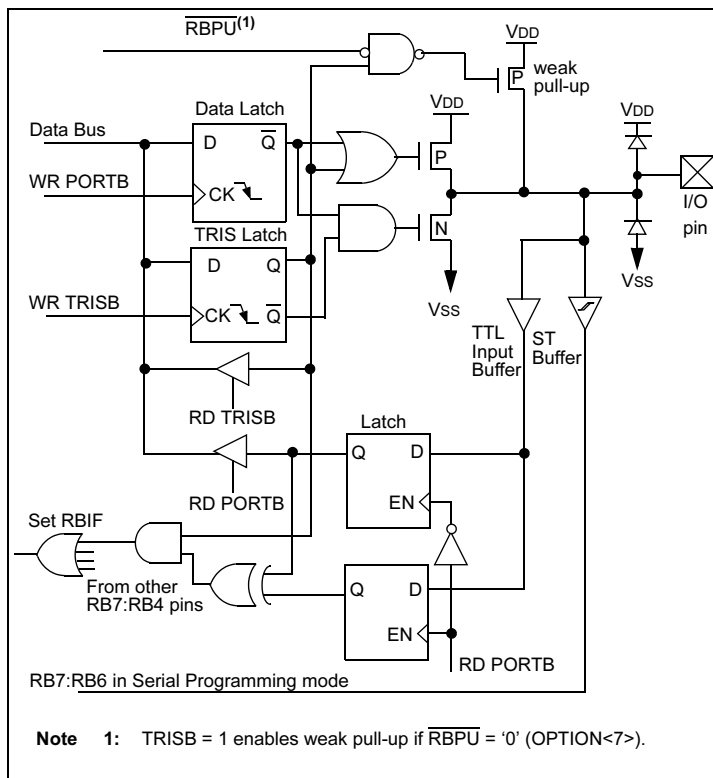 R̅B̅P̅U̅(1)
VDD
P
weak
pull-up
Data Latch
VDD
VDD
Data Bus
D
Q̅
P
WR PORTB
CK
I/O
pin
TRIS Latch
N
D
Q
VSS
VSS
WR TRISB
CK
Q̅
TTL
Input
Buffer
ST
Buffer
RD TRISB
Latch
Q
D
RD PORTB
EN
Set RBIF
From other
RB7:RB4 pins
Q
D
EN
RD PORTB
RB7:RB6 in Serial Programming mode
Note 1: TRISB = 1 enables weak pull-up if R̅B̅P̅U̅ = '0' (OPTION<7>).